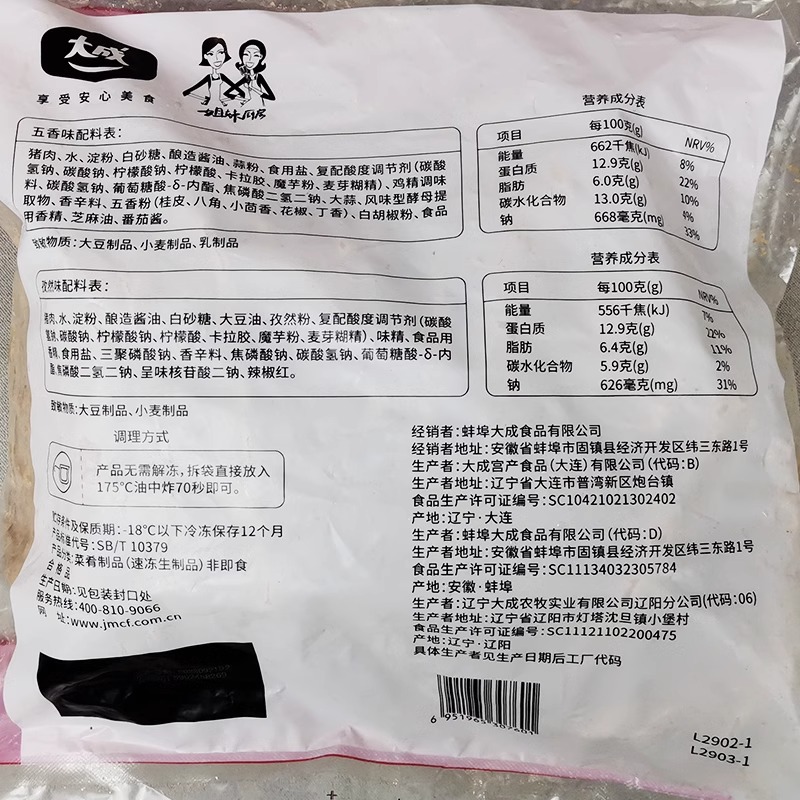 大成
享受安心美食
姐妹厨房
五香味配料表：
猪肉、水、淀粉、白砂糖、酿造酱油、蒜粉、食用盐、复配酸度调节剂（碳酸
氢钠、碳酸钠、柠檬酸钠、柠檬酸、卡拉胶、魔芋粉、麦芽糊精）、鸡精调味
料、碳酸氢钠、葡萄糖酸-δ-内酯、焦磷酸二氢二钠、大蒜、风味型酵母提
取物、香辛料、五香粉（桂皮、八角、小茴香、花椒、丁香）、白胡椒粉、食品
用香精、芝麻油、番茄酱。
致敏物质：大豆制品、小麦制品、乳制品
营养成分表
项目 每100克(g) NRV%
能量 662千焦(kJ) 8%
蛋白质 12.9克(g) 22%
脂肪 6.0克(g) 10%
碳水化合物 13.0克(g) 4%
钠 668毫克(mg) 33%
孜然味配料表：
猪肉、水、淀粉、酿造酱油、白砂糖、大豆油、孜然粉、复配酸度调节剂（碳酸
氢钠、碳酸钠、柠檬酸钠、柠檬酸、卡拉胶、魔芋粉、麦芽糊精）、味精、食品用
香精、食用盐、三聚磷酸钠、香辛料、焦磷酸钠、碳酸氢钠、葡萄糖酸-δ-内
酯、焦磷酸二氢二钠、呈味核苷酸二钠、辣椒红。
致敏物质：大豆制品、小麦制品
营养成分表
项目 每100克(g) NRV%
能量 556千焦(kJ) 7%
蛋白质 12.9克(g) 22%
脂肪 6.4克(g) 11%
碳水化合物 5.9克(g) 2%
钠 626毫克(mg) 31%
调理方式
产品无需解冻，拆袋直接放入
175℃油中炸70秒即可。
贮存条件及保质期：-18℃以下冷冻保存12个月
产品标准代号：SB/T 10379
产品分类：菜肴制品（速冻生制品）非即食
合格品
生产日期：见包装封口处
服务热线：400-810-9066
网 址：www.jmcf.com.cn
经销者：蚌埠大成食品有限公司
经销者地址：安徽省蚌埠市固镇县经济开发区纬三东路1号
生产者：大成宫产食品（大连）有限公司（代码：B）
生产者地址：辽宁省大连市普湾新区炮台镇
食品生产许可证编号：SC10421021302402
产地：辽宁·大连
生产者：蚌埠大成食品有限公司（代码：D）
生产者地址：安徽省蚌埠市固镇县经济开发区纬三东路1号
食品生产许可证编号：SC11134032305784
产地：安徽·蚌埠
生产者：辽宁大成农牧实业有限公司辽阳分公司(代码：06)
生产者地址：辽宁省辽阳市灯塔沈旦镇小堡村
食品生产许可证编号：SC11121102200475
产地：辽宁·辽阳
具体生产者见生产日期后工厂代码
L2902-1
L2903-1